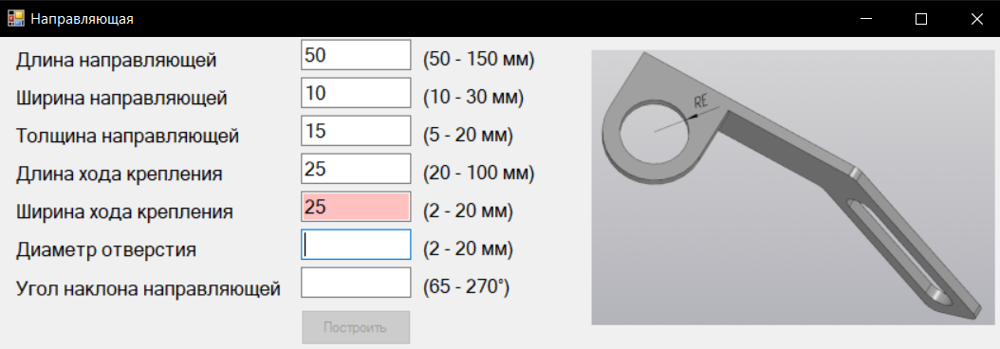 Направляющая
Длина направляющей 50 (50 - 150 мм)
Ширина направляющей 10 (10 - 30 мм)
Толщина направляющей 15 (5 - 20 мм)
Длина хода крепления 25 (20 - 100 мм)
Ширина хода крепления 25 (2 - 20 мм)
Диаметр отверстия (2 - 20 мм)
Угол наклона направляющей (65 - 270°)
Построить
RE